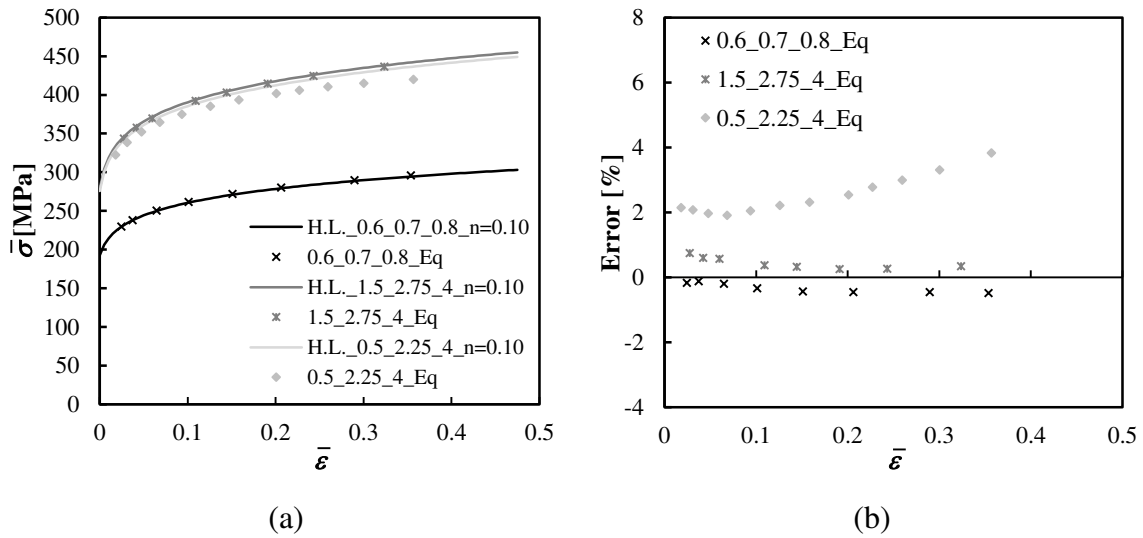 500
450
400
350
300
250
200
150
100
50
0
σ̄ [MPa]
H.L._0.6_0.7_0.8_n=0.10
0.6_0.7_0.8_Eq
H.L._1.5_2.75_4_n=0.10
1.5_2.75_4_Eq
H.L._0.5_2.25_4_n=0.10
0.5_2.25_4_Eq
0 0.1 0.2 0.3 0.4 0.5
ε̄
(a)
8
6
4
2
0
-2
-4
Error [%]
0.6_0.7_0.8_Eq
1.5_2.75_4_Eq
0.5_2.25_4_Eq
0 0.1 0.2 0.3 0.4 0.5
ε̄
(b)